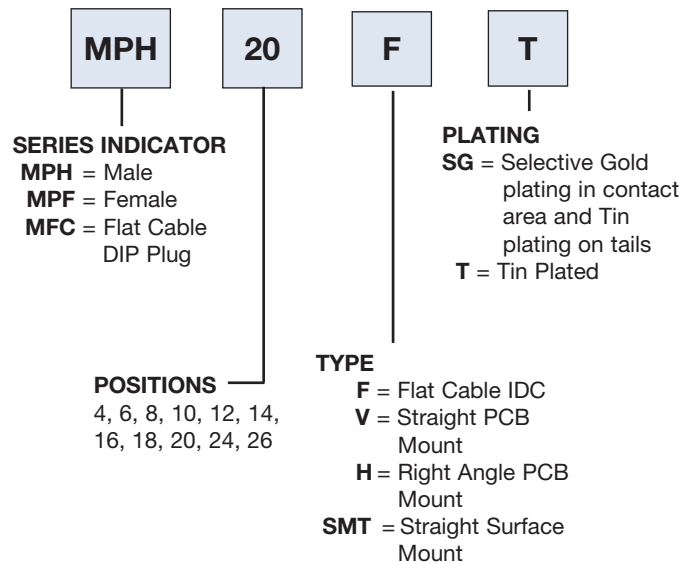 MPH 20 F T
SERIES INDICATOR
MPH = Male
MPF = Female
MFC = Flat Cable
DIP Plug
PLATING
SG = Selective Gold
plating in contact
area and Tin
plating on tails
T = Tin Plated
POSITIONS
4, 6, 8, 10, 12, 14,
16, 18, 20, 24, 26
TYPE
F = Flat Cable IDC
V = Straight PCB
Mount
H = Right Angle PCB
Mount
SMT = Straight Surface
Mount